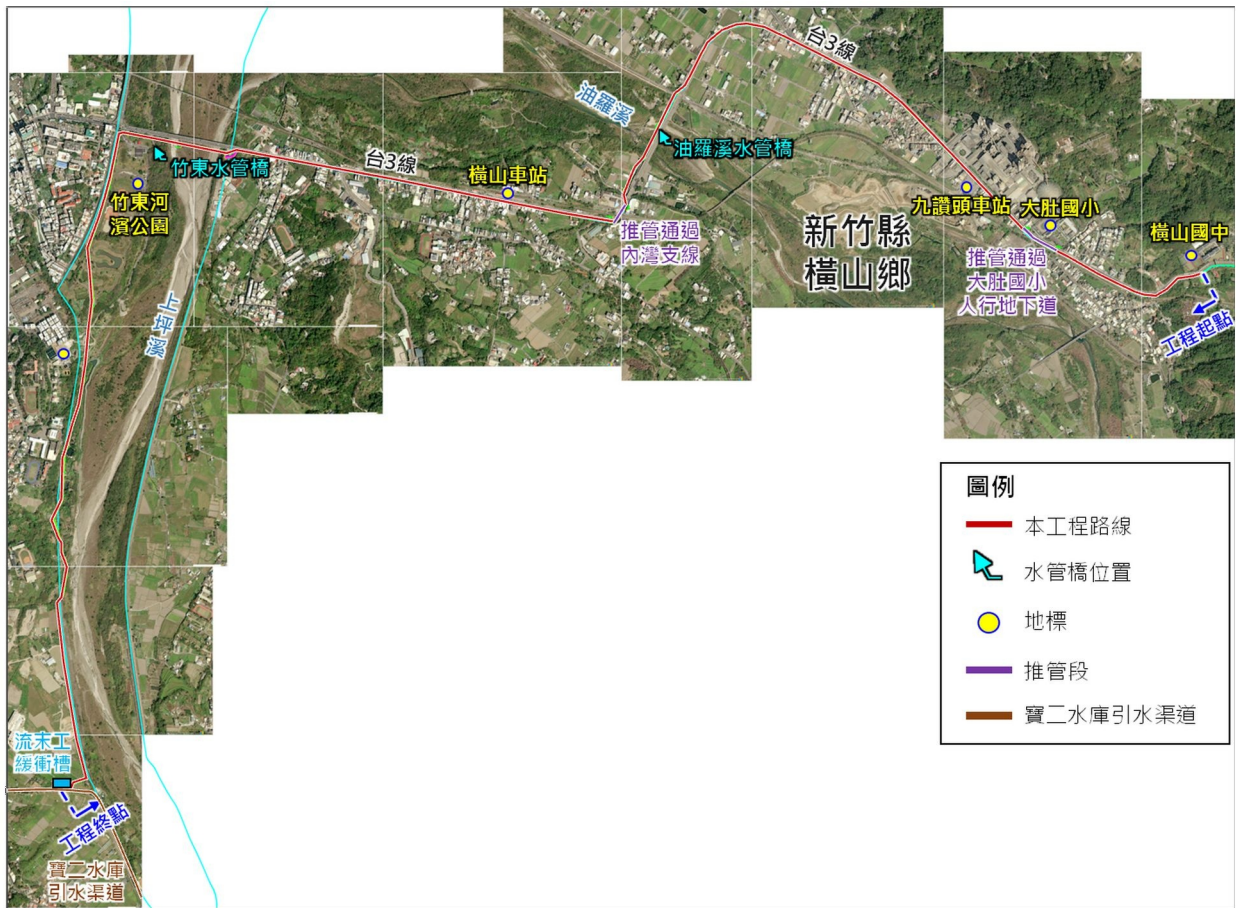 台3線
油羅溪
油羅溪水管橋
竹東水管橋
台3線
橫山車站
竹東河
濱公園
九讚頭車站
大肚國小
橫山國中
推管通過
內灣支線
新竹縣
橫山鄉
推管通過
大肚國小
人行地下道
工程起點
上坪溪
圖例
本工程路線
水管橋位置
地標
推管段
寶二水庫引水渠道
流末工
緩衝槽
工程終點
寶二水庫
引水渠道